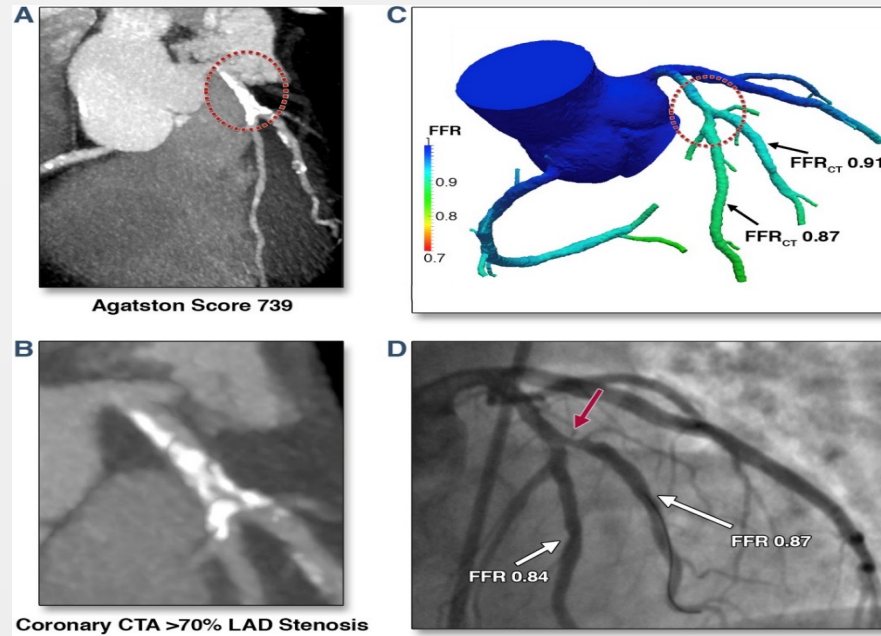 A
Agatston Score 739
B
Coronary CTA >70% LAD Stenosis
C
FFR
0.9
0.8
0.7
FFRCT 0.91
FFRCT 0.87
D
FFR 0.87
FFR 0.84